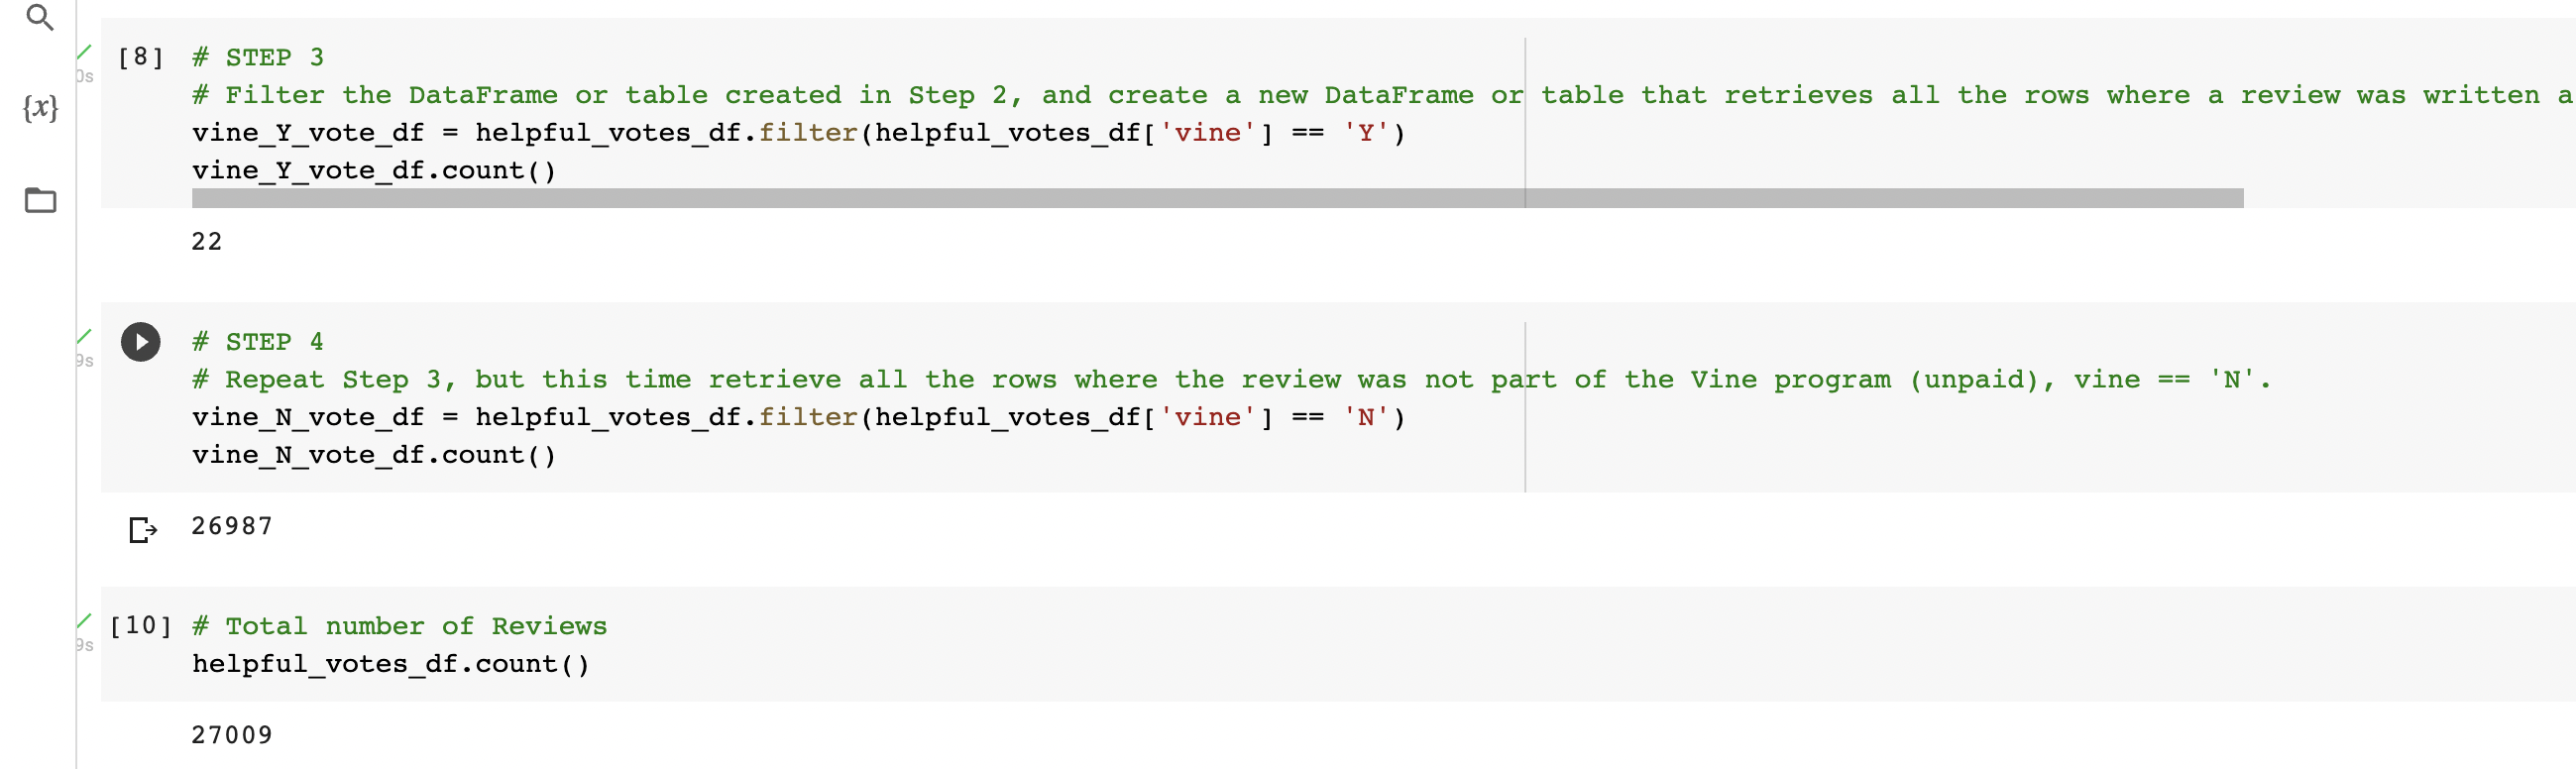 [8] # STEP 3
0s
# Filter the DataFrame or table created in Step 2, and create a new DataFrame or table that retrieves all the rows where a review was written a
{x}
vine_Y_vote_df = helpful_votes_df.filter(helpful_votes_df['vine'] == 'Y')
vine_Y_vote_df.count()
22
# STEP 4
9s
# Repeat Step 3, but this time retrieve all the rows where the review was not part of the Vine program (unpaid), vine == 'N'.
vine_N_vote_df = helpful_votes_df.filter(helpful_votes_df['vine'] == 'N')
vine_N_vote_df.count()
26987
[10] # Total number of Reviews
9s
helpful_votes_df.count()
27009